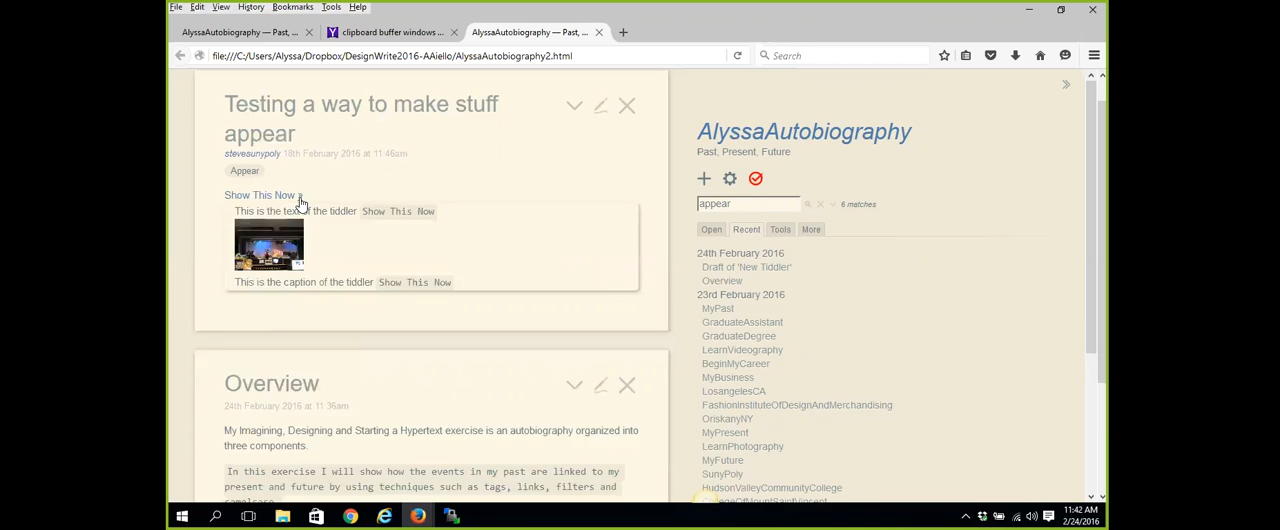 File Edit View History Bookmarks Tools Help
AlyssaAutobiography — Past, ... clipboard buffer windows ... AlyssaAutobiography — Past, ...
file:///C:/Users/Alyssa/Dropbox/DesignWrite2016-AAiello/AlyssaAutobiography2.html
Search
Testing a way to make stuff
appear
stevesunypoly 18th February 2016 at 11:46am
Appear
Show This Now »
This is the text of the tiddler Show This Now
This is the caption of the tiddler Show This Now
Overview
24th February 2016 at 11:36am
My Imagining, Designing and Starting a Hypertext exercise is an autobiography organized into
three components.
In this exercise I will show how the events in my past are linked to my
present and future by using techniques such as tags, links, filters and
camelcase
AlyssaAutobiography
Past, Present, Future
appear
6 matches
Open Recent Tools More
24th February 2016
Draft of 'New Tiddler'
Overview
23rd February 2016
MyPast
GraduateAssistant
GraduateDegree
LearnVideography
BeginMyCareer
MyBusiness
LosangelesCA
FashionInstituteOfDesignAndMerchandising
OriskanyNY
MyPresent
LearnPhotography
MyFuture
SunyPoly
HudsonValleyCommunityCollege
CollegeOfMountSaintVincent
11:42 AM
2/24/2016